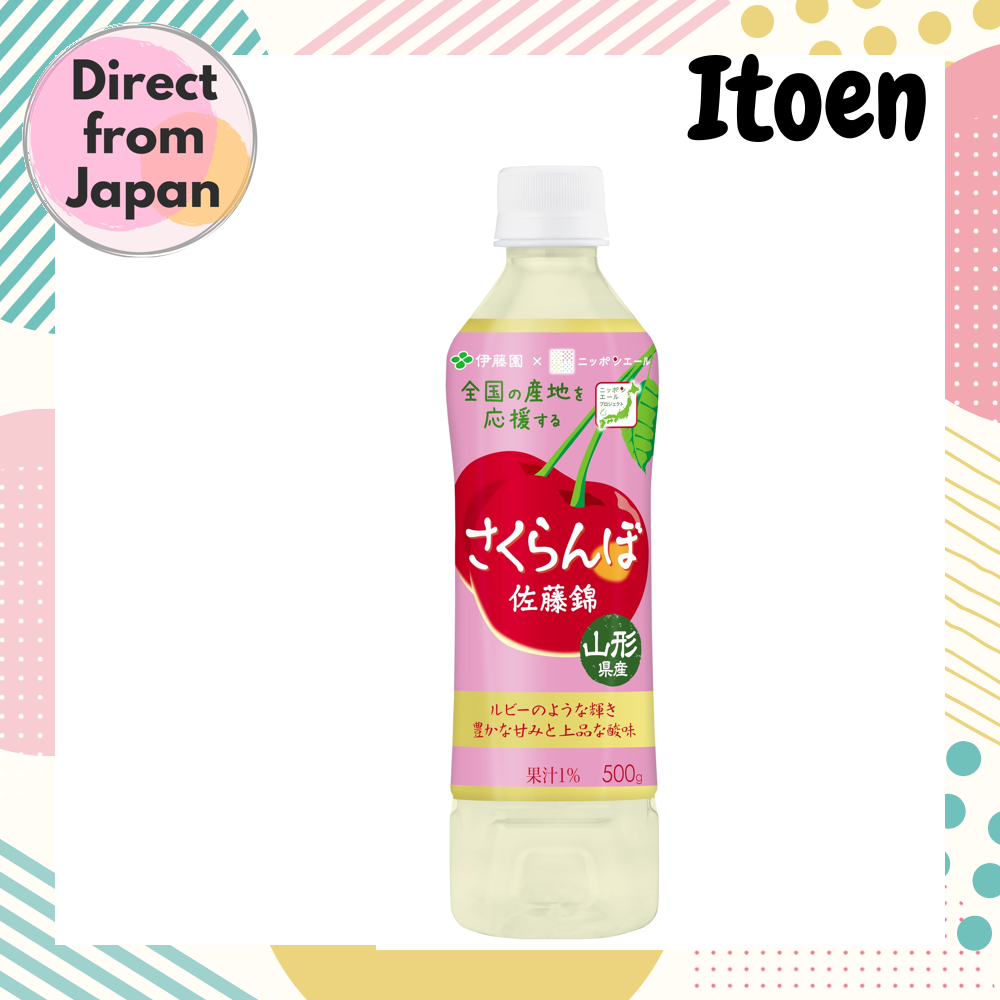 Direct
from
Japan
Itoen
伊藤園 × ニッポンエール
全国の産地を
応援する
ニッポン
エール
プロジェクト
さくらんぼ
佐藤錦
山形
県産
ルビーのような輝き
豊かな甘みと上品な酸味
果汁1% 500g